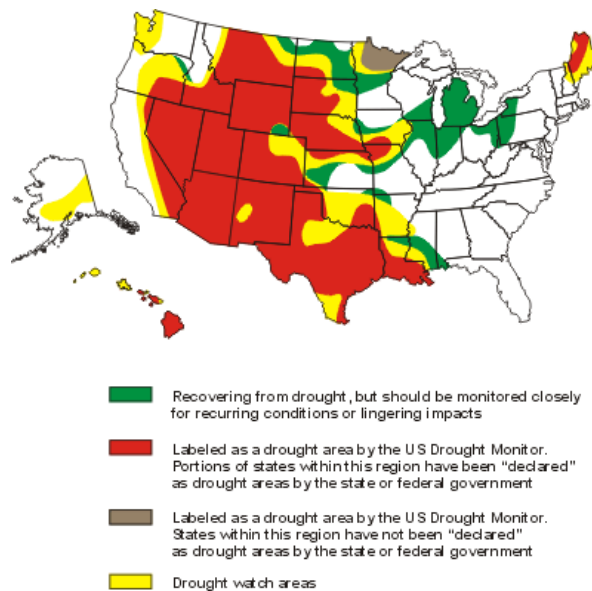 Recovering from drought, but should be monitored closely
for recurring conditions or lingering impacts
Labeled as a drought area by the US Drought Monitor.
Portions of states within this region have been “declared”
as drought areas by the state or federal government
Labeled as a drought area by the US Drought Monitor.
States within this region have not been “declared”
as drought areas by the state or federal government
Drought watch areas